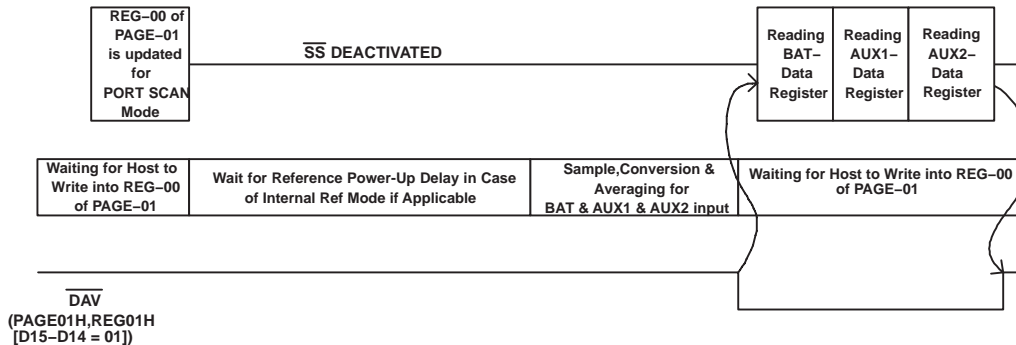 REG–00 of
PAGE–01
is updated
for
PORT SCAN
Mode
SS DEACTIVATED
Reading
BAT–
Data
Register
Reading
AUX1–
Data
Register
Reading
AUX2–
Data
Register
Waiting for Host to
Write into REG–00
of PAGE–01
Wait for Reference Power-Up Delay in Case
of Internal Ref Mode if Applicable
Sample,Conversion &
Averaging for
BAT & AUX1 & AUX2 input
Waiting for Host to Write into REG–00
of PAGE–01
DAV
(PAGE01H,REG01H
[D15–D14 = 01])